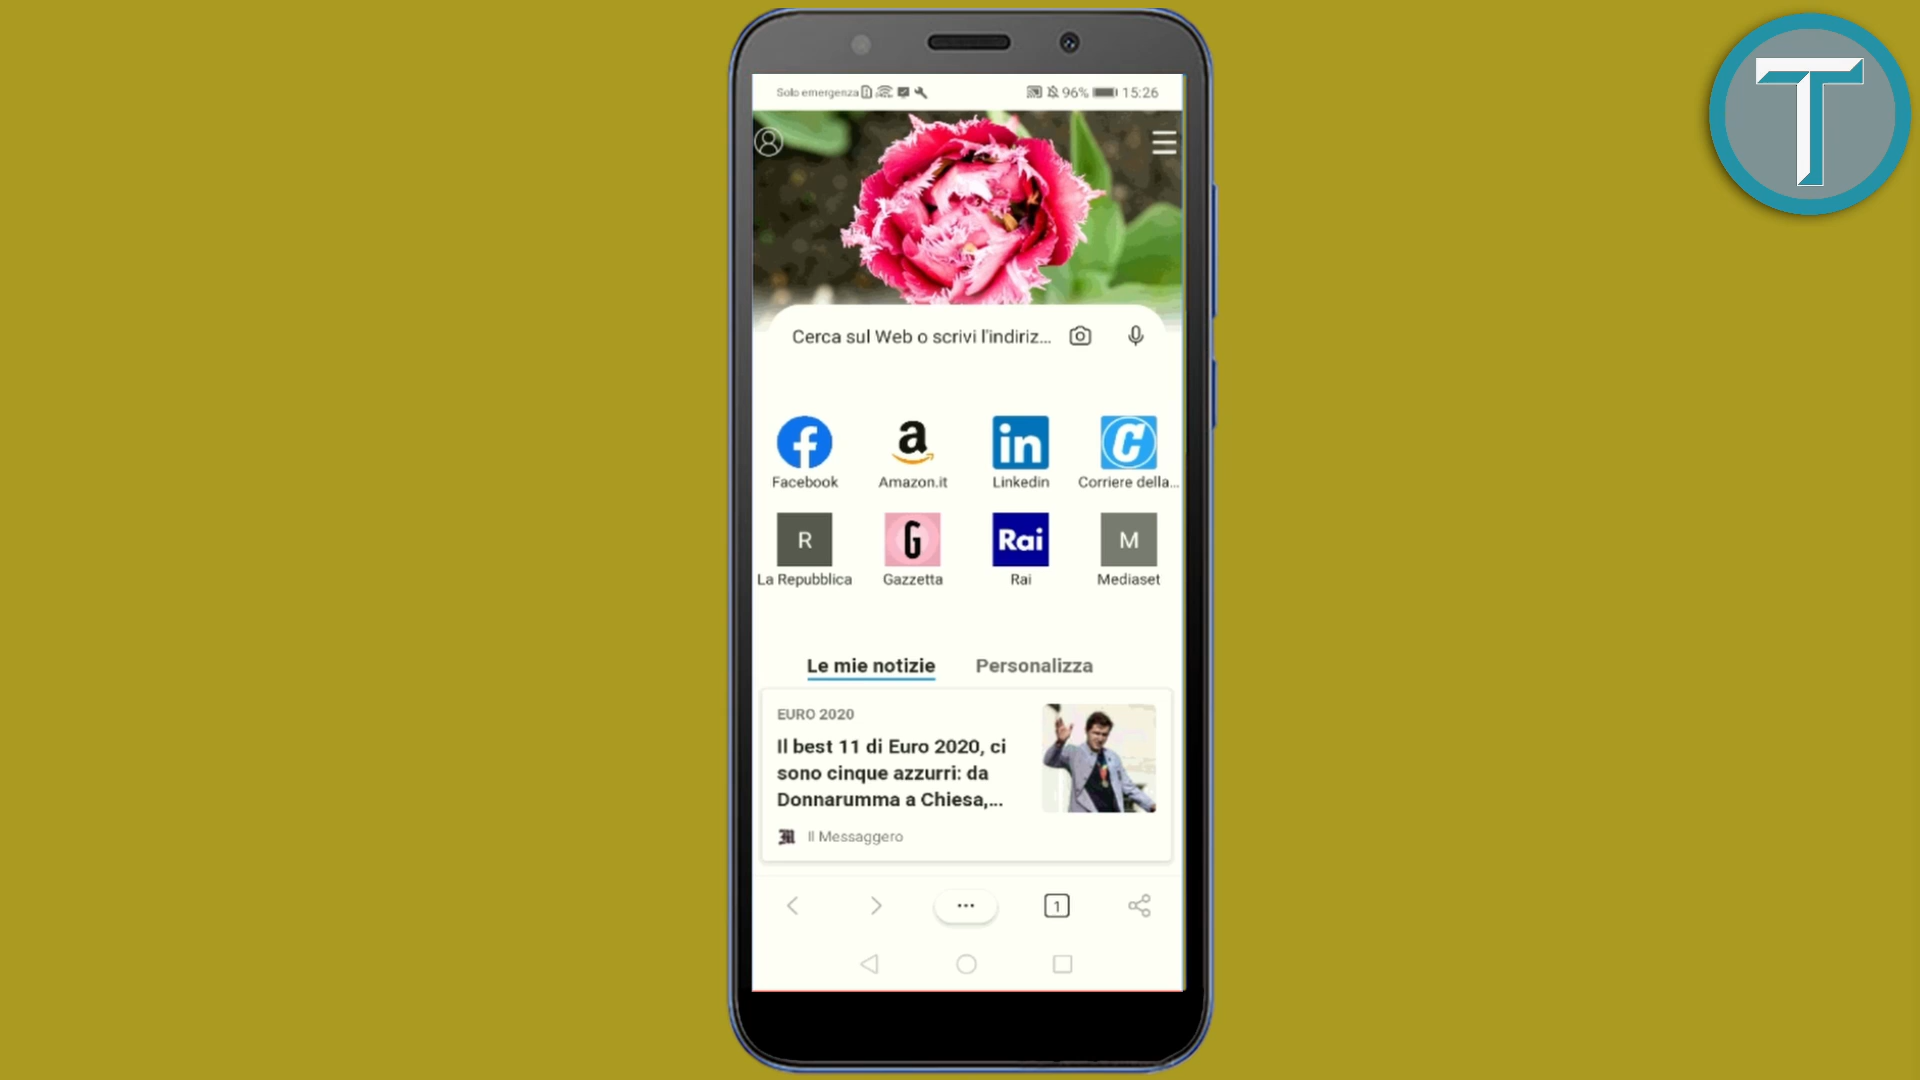 T
Solo emergenza 96% 15:26
Cerca sul Web o scrivi l'indiriz...
f a in C
Facebook Amazon.it Linkedin Corriere della...
R G Rai M
La Repubblica Gazzetta Rai Mediaset
Le mie notizie Personalizza
EURO 2020
Il best 11 di Euro 2020, ci
sono cinque azzurri: da
Donnarumma a Chiesa,...
M Il Messaggero
1